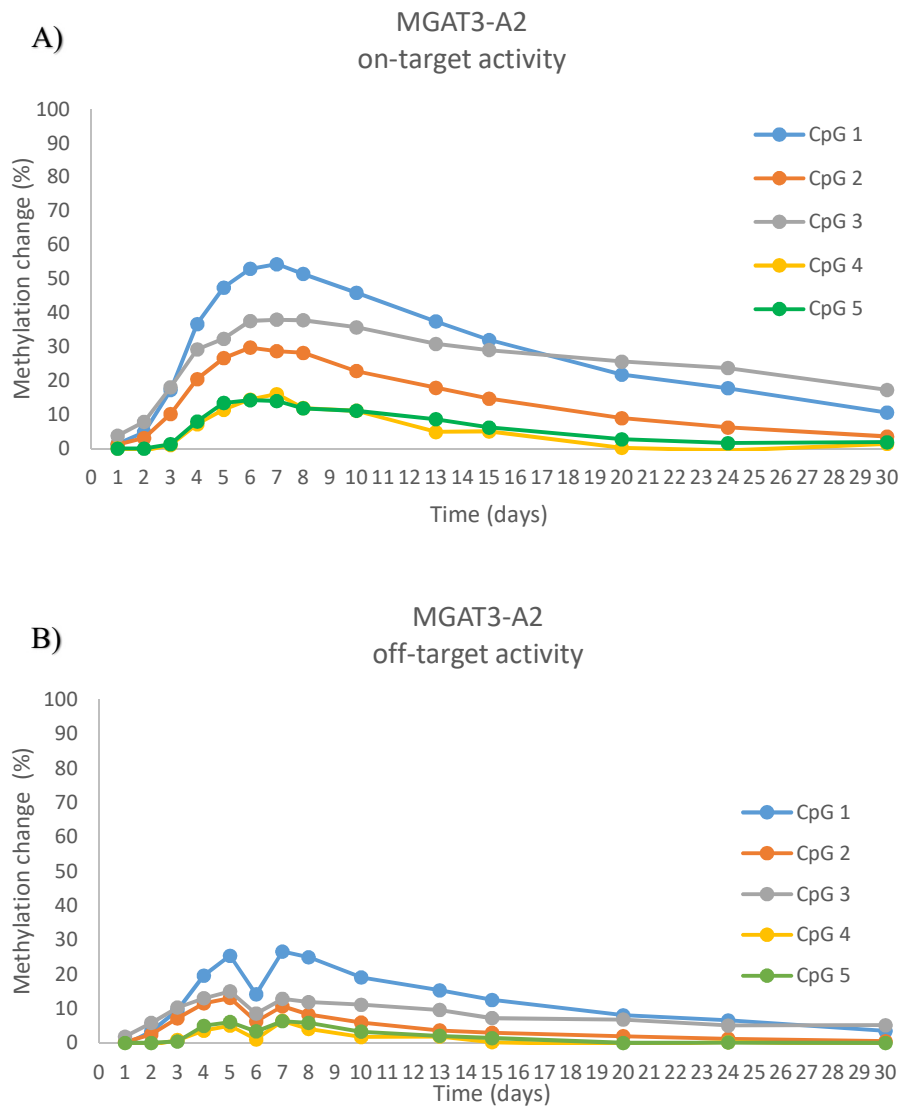 A)
MGAT3-A2
on-target activity
100
90
80
70
60
50
40
30
20
10
0
Methylation change (%)
CpG 1
CpG 2
CpG 3
CpG 4
CpG 5
0 1 2 3 4 5 6 7 8 9 10 11 12 13 14 15 16 17 18 19 20 21 22 23 24 25 26 27 28 29 30
Time (days)
B)
MGAT3-A2
off-target activity
100
90
80
70
60
50
40
30
20
10
0
Methylation change (%)
CpG 1
CpG 2
CpG 3
CpG 4
CpG 5
0 1 2 3 4 5 6 7 8 9 10 11 12 13 14 15 16 17 18 19 20 21 22 23 24 25 26 27 28 29 30
Time (days)